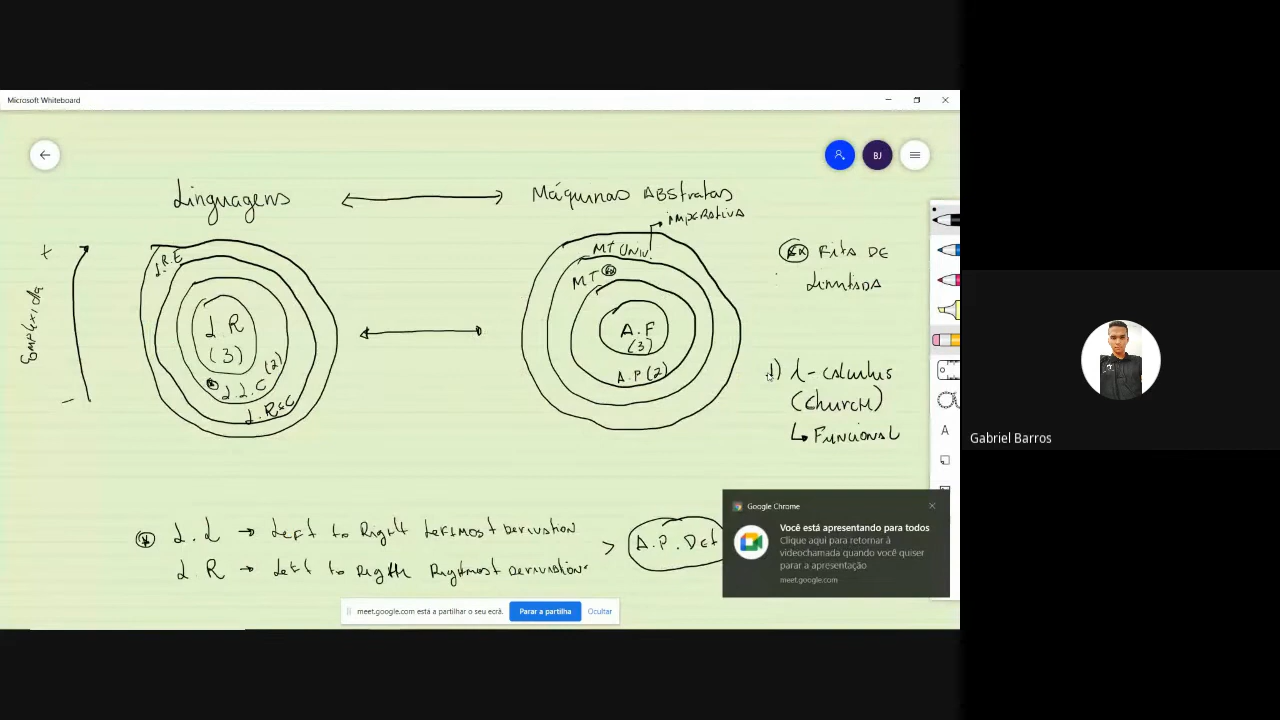 Microsoft Whiteboard
BJ
Linguagens
Máquinas ABStratas
imperativa
+
Complexida
-
L.R.E
L R
(3)
L.L.C (2)
L. REC
MT UNIV.
MT
A.F
(3)
A.P (2)
Fita DE
limitada
1) λ-calculus
(Church)
↳ Funcional
L.L → Left to Right leftmost derivation
L.R → Left to Right Rightmost derivation
> A.P. Det
A
Google Chrome
Você está apresentando para todos
Clique aqui para retornar à
videochamada quando você quiser
parar a apresentação
meet.google.com
meet.google.com está a partilhar o seu ecrã.
Parar a partilha
Ocultar
Gabriel Barros